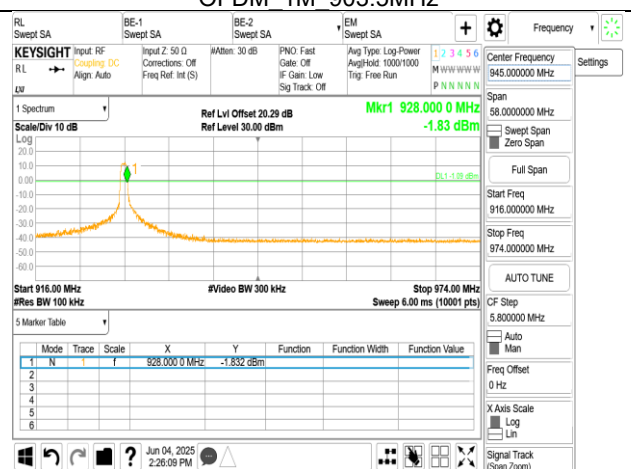 OFDM_1M_903.5MHz
RL
Swept SA
BE-1
Swept SA
BE-2
Swept SA
EM
Swept SA
+
Frequency
KEYSIGHT
RL
Input: RF
Coupling: DC
Align: Auto
Input Z: 50 Ω
Corrections: Off
Freq Ref: Int (S)
#Atten: 30 dB
PNO: Fast
Gate: Off
IF Gain: Low
Sig Track: Off
Avg Type: Log-Power
Avg|Hold: 1000/1000
Trig: Free Run
1 2 3 4 5 6
M W W W W W
P N N N N N
Center Frequency
945.000000 MHz
Settings
Span
58.0000000 MHz
Swept Span
Zero Span
Full Span
Start Freq
916.000000 MHz
Stop Freq
974.000000 MHz
AUTO TUNE
CF Step
5.800000 MHz
Auto
Man
Freq Offset
0 Hz
X Axis Scale
Log
Lin
Signal Track
(Span Zoom)
1 Spectrum
Scale/Div 10 dB
Ref Lvl Offset 20.29 dB
Ref Level 30.00 dBm
Mkr1 928.000 0 MHz
-1.83 dBm
Log
20.0
10.0
0.00
-10.0
-20.0
-30.0
-40.0
-50.0
-60.0
1
Start 916.00 MHz
#Res BW 100 kHz
#Video BW 300 kHz
Stop 974.00 MHz
Sweep 6.00 ms (10001 pts)
5 Marker Table
Mode Trace Scale X Y Function Function Width Function Value
1 N 1 f 928.000 0 MHz -1.832 dBm
2
3
4
5
6
?
Jun 04, 2025
2:26:09 PM